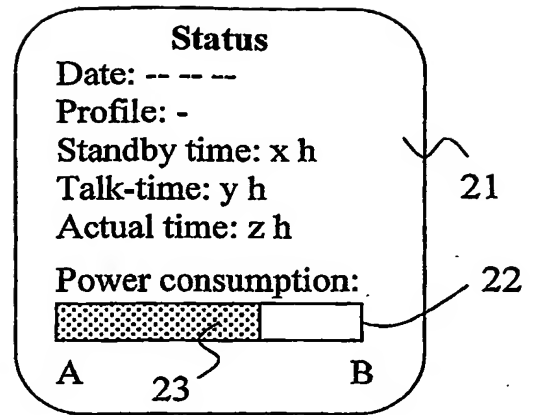 Status
Date: -- -- --
Profile: -
Standby time: x h
Talk-time: y h
21
Actual time: z h
Power consumption:
22
A
23
B